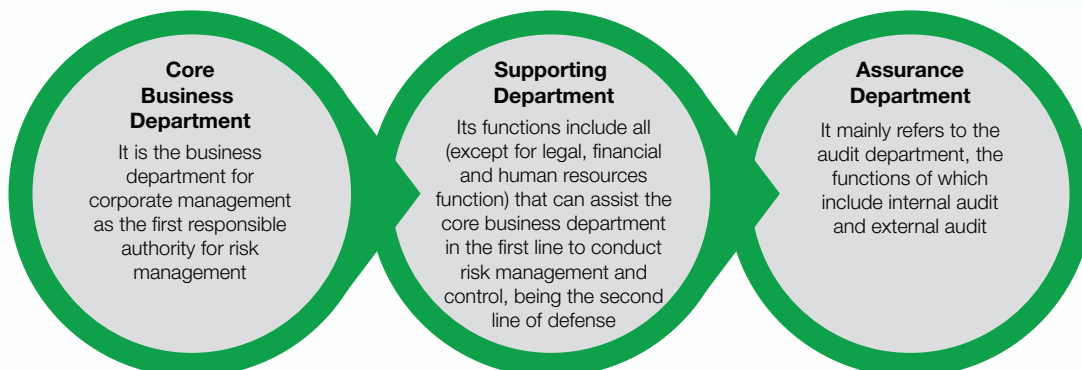 Core
Business
Department
It is the business
department for
corporate management
as the first responsible
authority for risk
management
Supporting
Department
Its functions include all
(except for legal, financial
and human resources
function) that can assist the
core business department
in the first line to conduct
risk management and
control, being the second
line of defense
Assurance
Department
It mainly refers to the
audit department, the
functions of which
include internal audit
and external audit